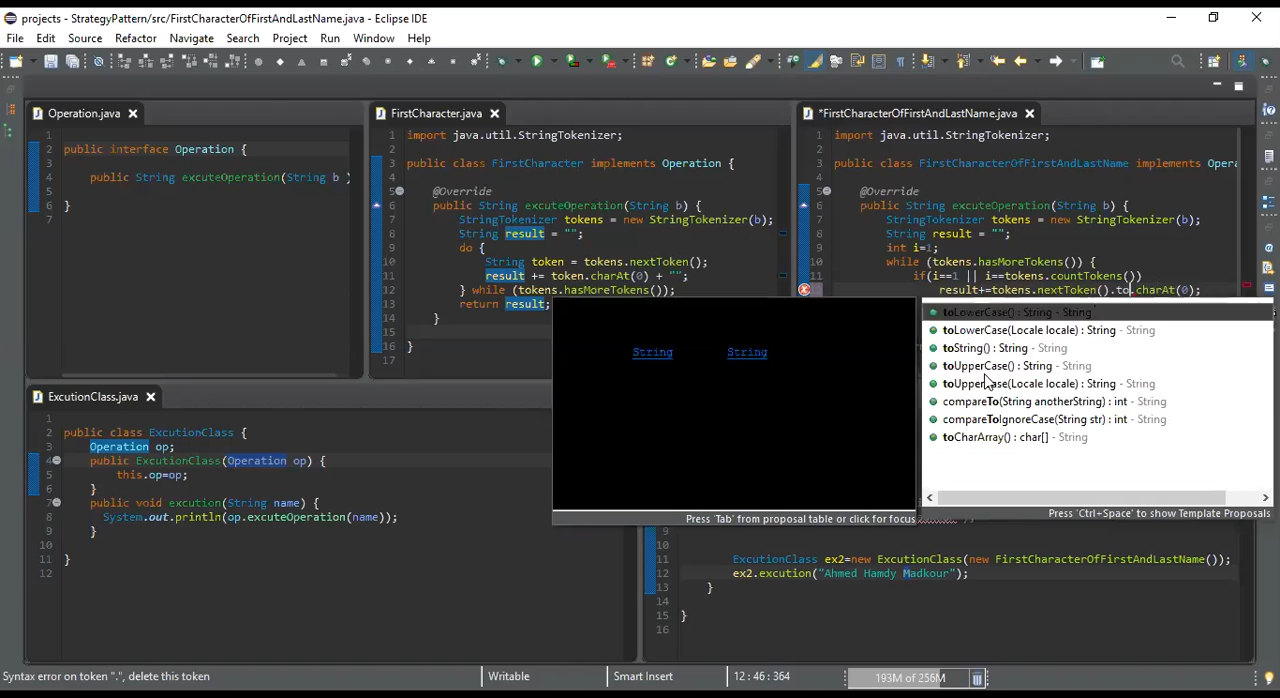 projects - StrategyPattern/src/FirstCharacterOfFirstAndLastName.java - Eclipse IDE
File Edit Source Refactor Navigate Search Project Run Window Help
Operation.java
1
2 public interface Operation {
3
4 public String excuteOperation(String b )
5
6 }
7
FirstCharacter.java
1 import java.util.StringTokenizer;
2
3 public class FirstCharacter implements Operation {
4
5 @Override
6 public String excuteOperation(String b) {
7 StringTokenizer tokens = new StringTokenizer(b);
8 String result = "";
9 do {
10 String token = tokens.nextToken();
11 result += token.charAt(0) + "";
12 } while (tokens.hasMoreTokens());
13 return result;
14 }
15
16 }
17
*FirstCharacterOfFirstAndLastName.java
1 import java.util.StringTokenizer;
2
3 public class FirstCharacterOfFirstAndLastName implements Opera
4
5 @Override
6 public String excuteOperation(String b) {
7 StringTokenizer tokens = new StringTokenizer(b);
8 String result = "";
9 int i=1;
10 while (tokens.hasMoreTokens()) {
11 if(i==1 || i==tokens.countTokens())
12 result+=tokens.nextToken().to.charAt(0);
toLowerCase() : String - String
toLowerCase(Locale locale) : String - String
toString() : String - String
toUpperCase() : String - String
toUpperCase(Locale locale) : String - String
compareTo(String anotherString) : int - String
compareToIgnoreCase(String str) : int - String
toCharArray() : char[] - String
Press 'Ctrl+Space' to show Template Proposals
String String
Press 'Tab' from proposal table or click for focus
ExcutionClass.java
1
2 public class ExcutionClass {
3 Operation op;
4 public ExcutionClass(Operation op) {
5 this.op=op;
6 }
7 public void excution(String name) {
8 System.out.println(op.excuteOperation(name));
9 }
10
11 }
12
9
10
11 ExcutionClass ex2=new ExcutionClass(new FirstCharacterOfFirstAndLastName());
12 ex2.excution("Ahmed Hamdy Madkour");
13 }
14
15 }
16
Syntax error on token ".", delete this token
Writable
Smart Insert
12 : 46 : 364
193M of 256M